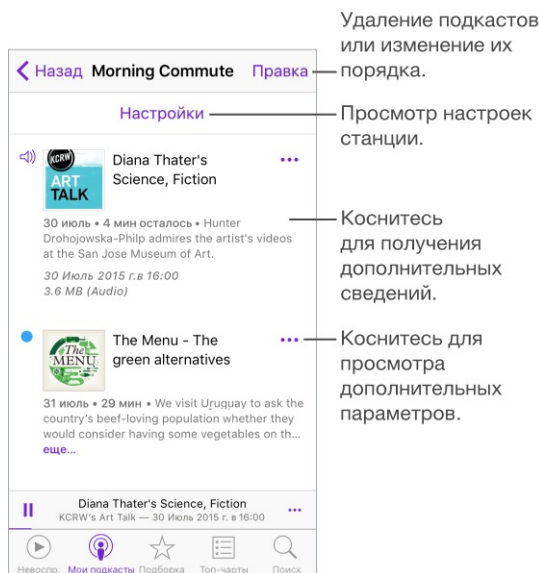 Удаление подкастов
или изменение их
порядка.
Назад Morning Commute Правка
Настройки
Просмотр настроек
станции.
KCRW
ART
TALK
Diana Thater's
Science, Fiction
30 июль • 4 мин осталось • Hunter
Drohojowska-Philp admires the artist's videos
at the San Jose Museum of Art.
30 Июль 2015 г.в 16:00
3.6 MB (Audio)
Коснитесь
для получения
дополнительных
сведений.
The
MENU
The Menu - The
green alternatives
Коснитесь для
просмотра
дополнительных
параметров.
31 июль • 29 мин • We visit Uruguay to ask the
country's beef-loving population whether they
would consider having some vegetables on th...
еще...
Diana Thater's Science, Fiction
KCRW's Art Talk — 30 Июль 2015 г. в 16:00
Невоспр. Мои подкасты Подборка Топ-чарты Поиск